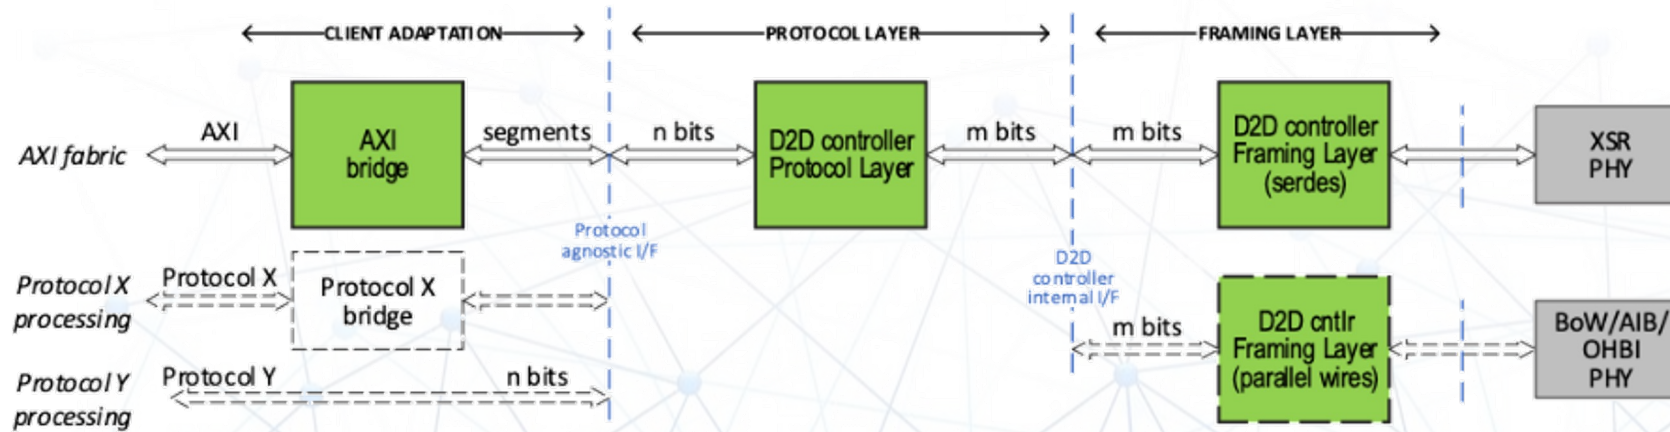 CLIENT ADAPTATION
PROTOCOL LAYER
FRAMING LAYER
AXI fabric
AXI
AXI
bridge
segments
n bits
D2D controller
Protocol Layer
m bits
m bits
D2D controller
Framing Layer
(serdes)
XSR
PHY
Protocol
agnostic I/F
D2D
controller
internal I/F
Protocol X
processing
Protocol X
Protocol X
bridge
m bits
D2D cntlr
Framing Layer
(parallel wires)
BoW/AIB/
OHBI
PHY
Protocol Y
processing
Protocol Y
n bits